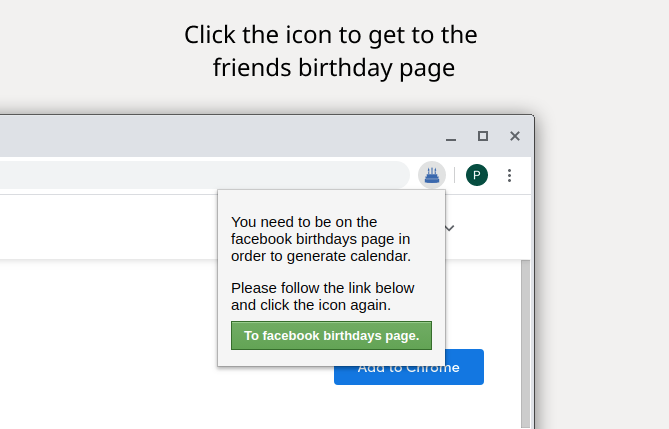 Click the icon to get to the
friends birthday page
P
You need to be on the
facebook birthdays page in
order to generate calendar.
Please follow the link below
and click the icon again.
To facebook birthdays page.
Add to Chrome